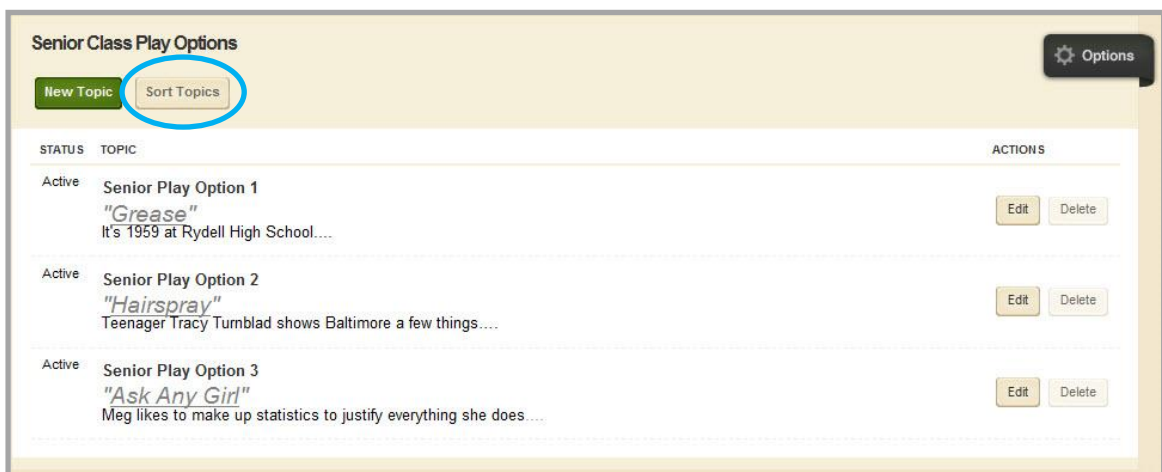 Senior Class Play Options
Options
New Topic Sort Topics
STATUS TOPIC ACTIONS
Active Senior Play Option 1
"Grease"
It's 1959 at Rydell High School....
Edit Delete
Active Senior Play Option 2
"Hairspray"
Teenager Tracy Turnblad shows Baltimore a few things....
Edit Delete
Active Senior Play Option 3
"Ask Any Girl"
Meg likes to make up statistics to justify everything she does....
Edit Delete